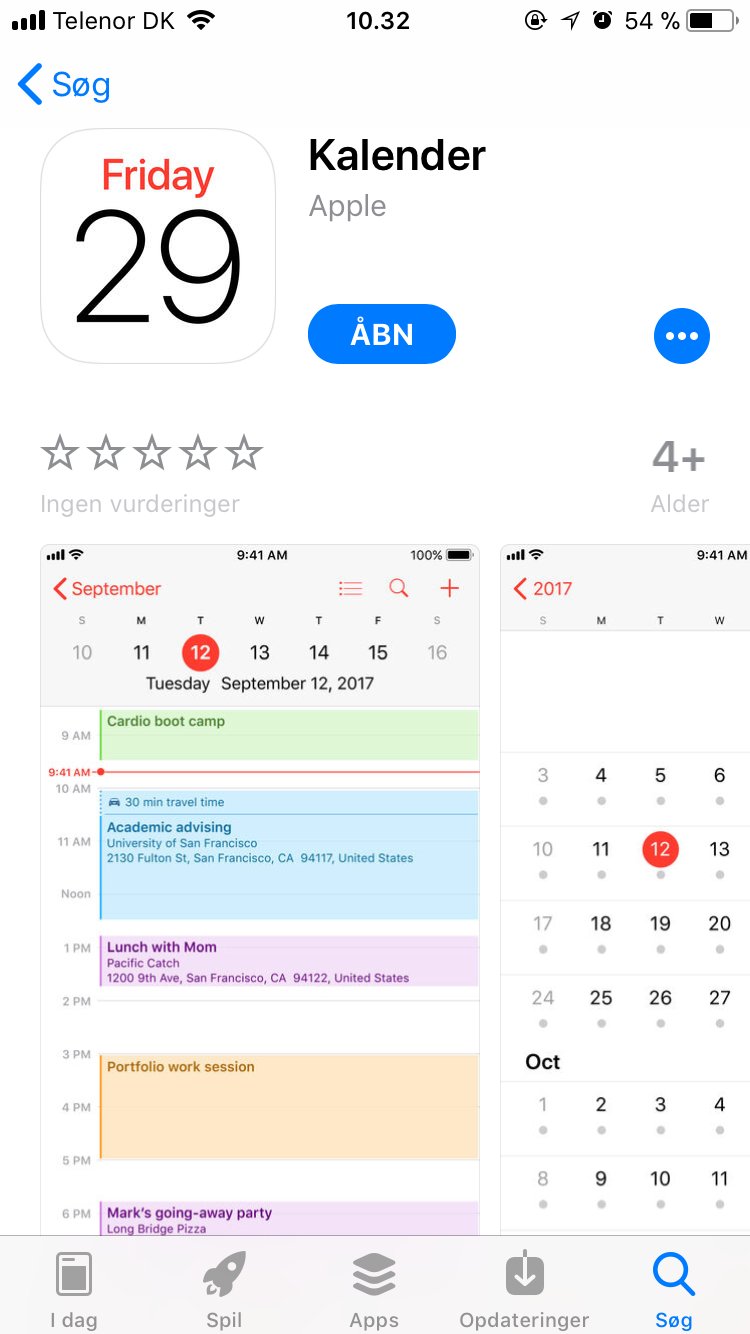 Telenor DK 10.32 54 %
Søg
Friday
29
Kalender
Apple
ÅBN
4+
Ingen vurderinger Alder
9:41 AM 100%
September
S M T W T F S
10 11 12 13 14 15 16
Tuesday September 12, 2017
Cardio boot camp
9 AM
9:41 AM
10 AM
30 min travel time
Academic advising
11 AM University of San Francisco
2130 Fulton St, San Francisco, CA 94117, United States
Noon
1 PM Lunch with Mom
Pacific Catch
1200 9th Ave, San Francisco, CA 94122, United States
2 PM
3 PM
Portfolio work session
4 PM
5 PM
6 PM Mark's going-away party
Long Bridge Pizza
9:41 AM
2017
S M T W
3 4 5 6
10 11 12 13
17 18 19 20
24 25 26 27
Oct
1 2 3 4
8 9 10 11
I dag Spil Apps Opdateringer Søg